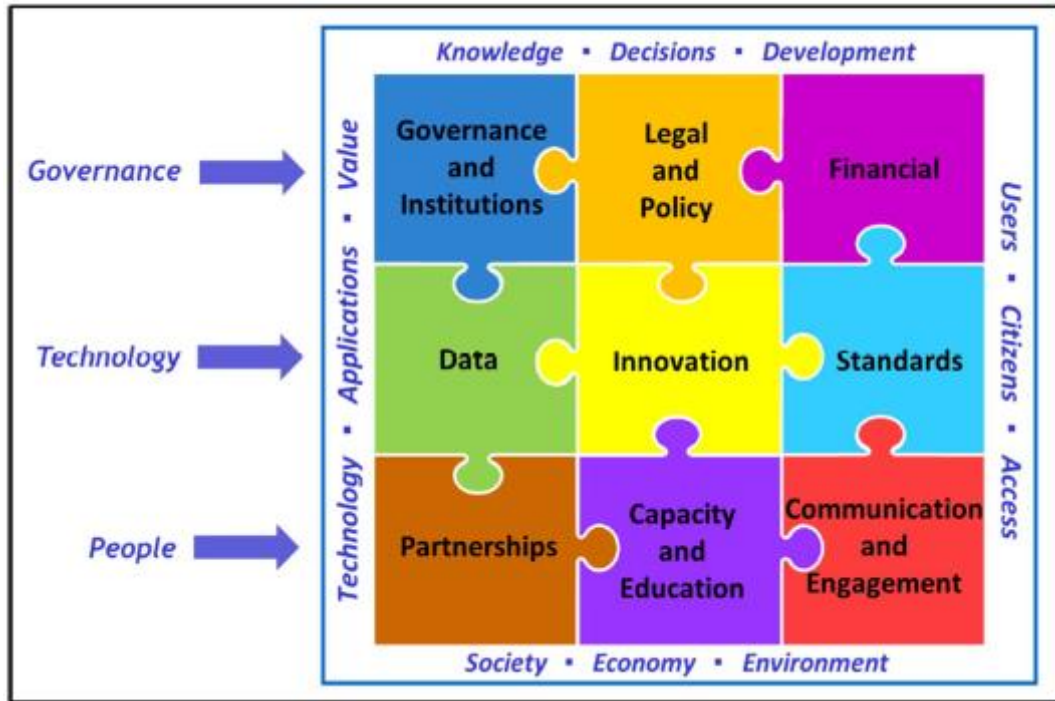 Knowledge ▪ Decisions ▪ Development
Governance
Technology
People
Technology ▪ Applications ▪ Value
Governance
and
Institutions
Legal
and
Policy
Financial
Data
Innovation
Standards
Partnerships
Capacity
and
Education
Communication
and
Engagement
Users ▪ Citizens ▪ Access
Society ▪ Economy ▪ Environment